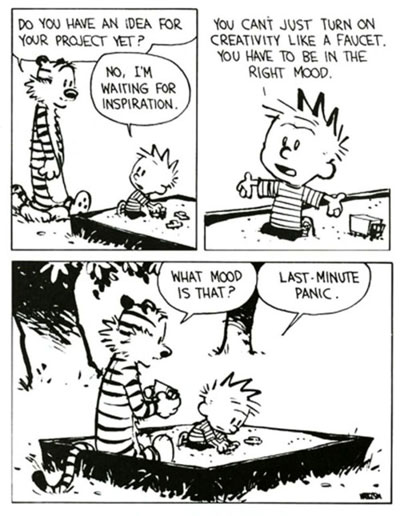 DO YOU HAVE AN IDEA FOR
YOUR PROJECT YET?
NO, I'M
WAITING FOR
INSPIRATION.
YOU CAN'T JUST TURN ON
CREATIVITY LIKE A FAUCET.
YOU HAVE TO BE IN THE
RIGHT MOOD.
WHAT MOOD
IS THAT?
LAST-MINUTE
PANIC.